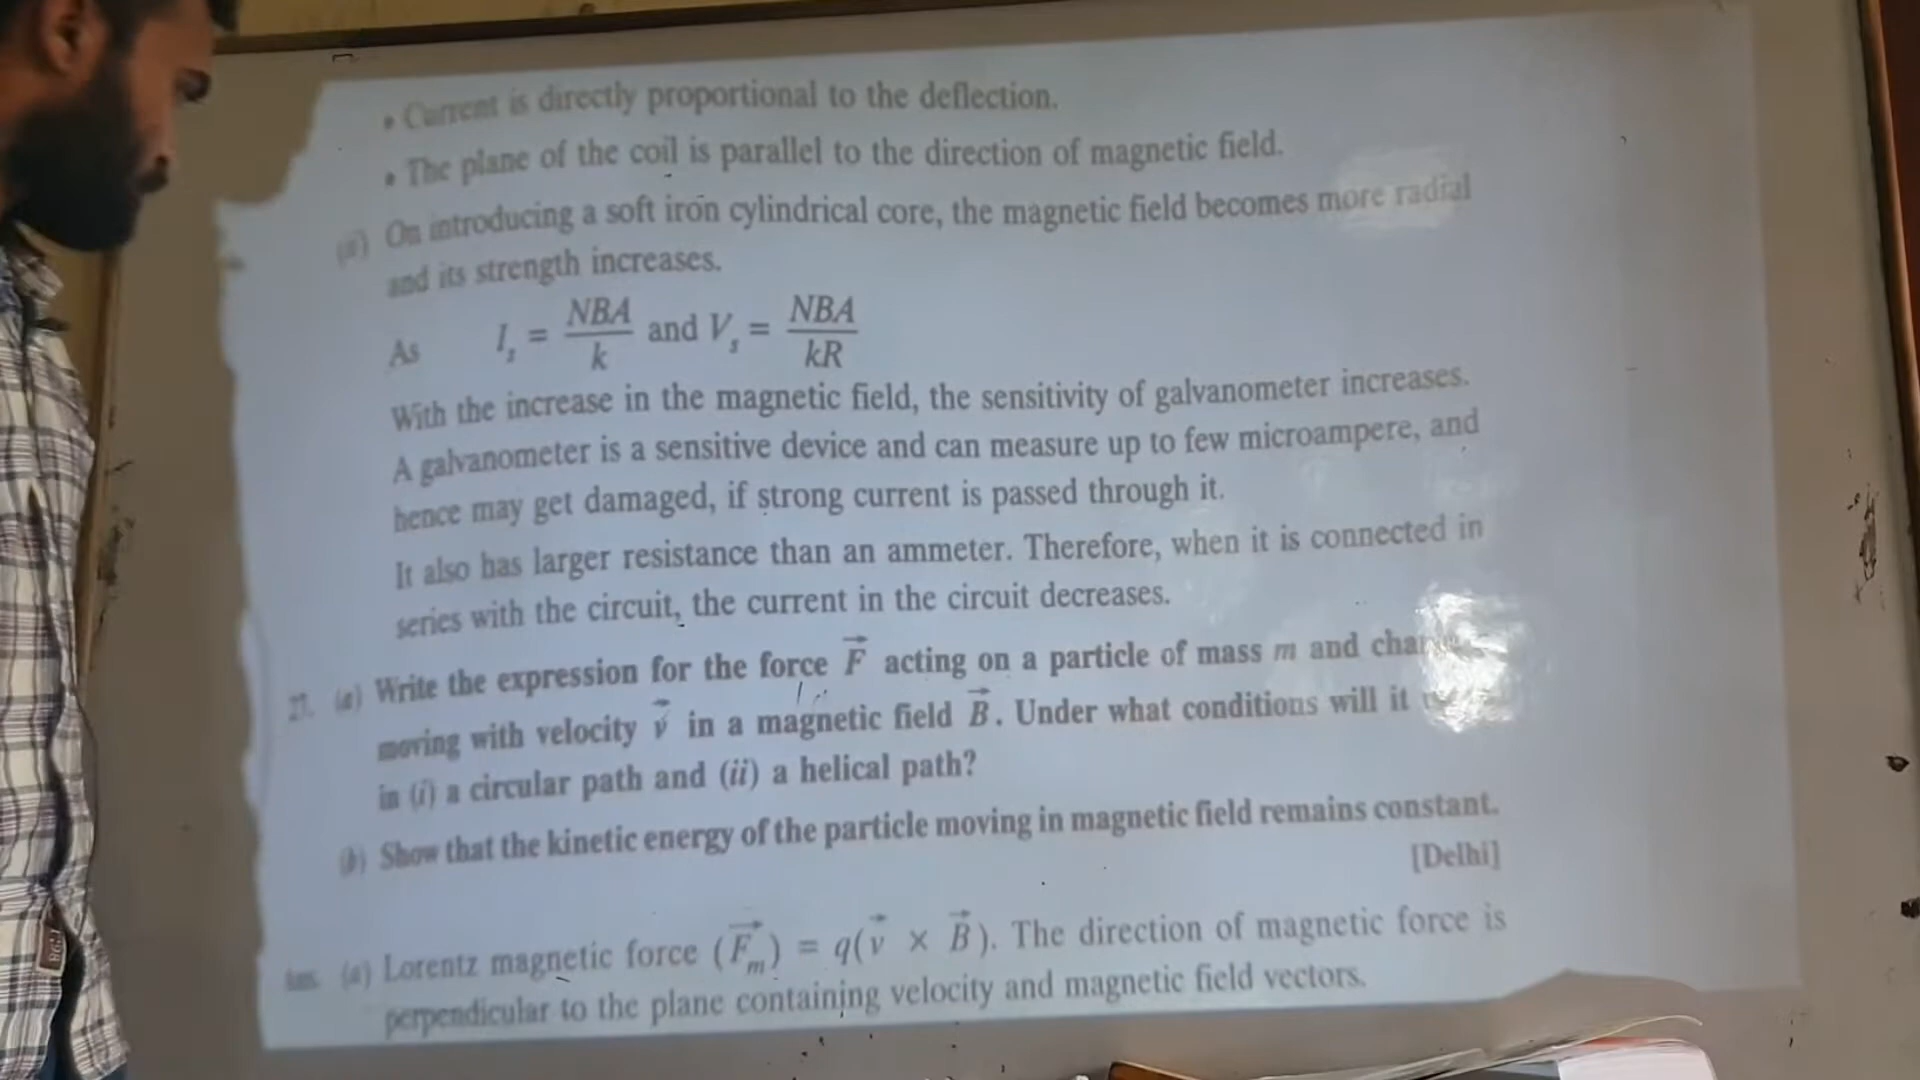 • Current is directly proportional to the deflection.
• The plane of the coil is parallel to the direction of magnetic field.
(ii) On introducing a soft iron cylindrical core, the magnetic field becomes more radial
and its strength increases.
As I_s = NBA/k and V_s = NBA/kR
With the increase in the magnetic field, the sensitivity of galvanometer increases.
A galvanometer is a sensitive device and can measure up to few microampere, and
hence may get damaged, if strong current is passed through it.
It also has larger resistance than an ammeter. Therefore, when it is connected in
series with the circuit, the current in the circuit decreases.
27. (a) Write the expression for the force F⃗ acting on a particle of mass m and
moving with velocity v⃗ in a magnetic field B⃗. Under what conditions will it
in (i) a circular path and (ii) a helical path?
(b) Show that the kinetic energy of the particle moving in magnetic field remains constant.
[Delhi]
Ans. (a) Lorentz magnetic force (F⃗_m) = q(v⃗ × B⃗). The direction of magnetic force is
perpendicular to the plane containing velocity and magnetic field vectors.